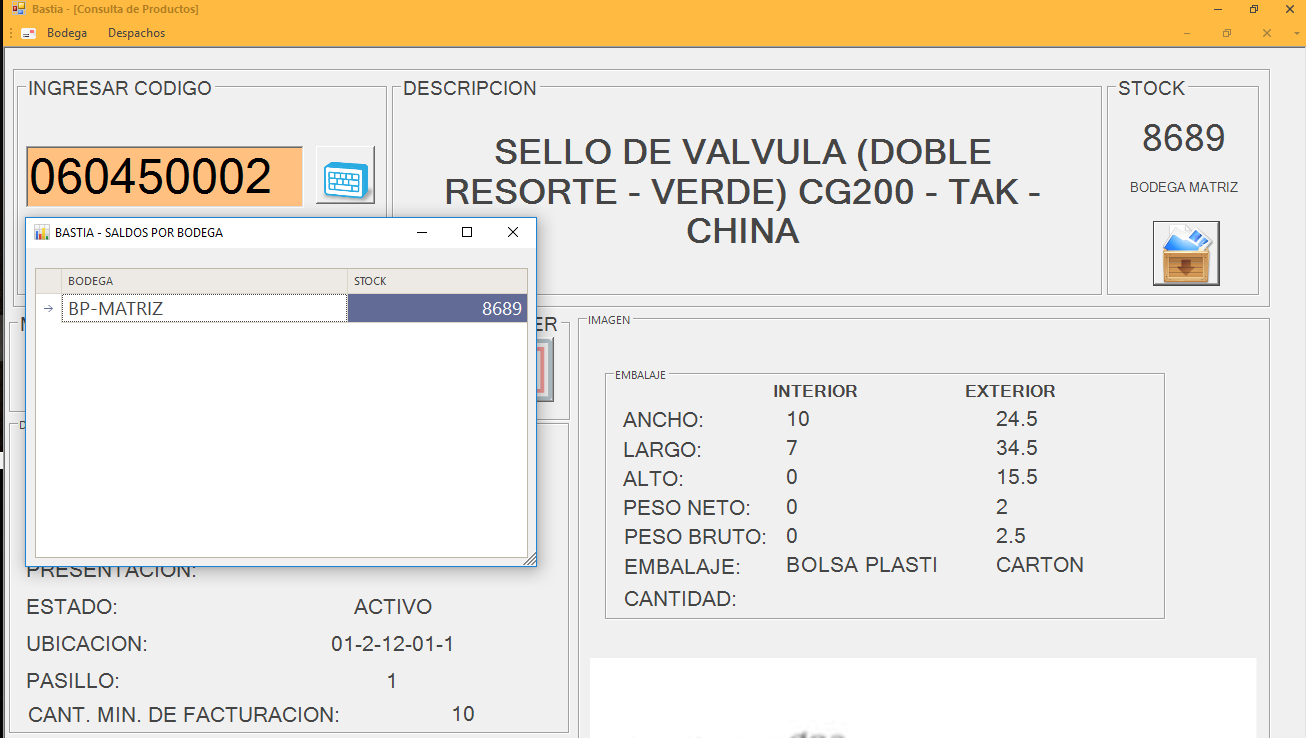 Bastia - [Consulta de Productos]
Bodega Despachos
INGRESAR CODIGO
060450002
DESCRIPCION
SELLO DE VALVULA (DOBLE
RESORTE - VERDE) CG200 - TAK -
CHINA
STOCK
8689
BODEGA MATRIZ
BASTIA - SALDOS POR BODEGA
BODEGA STOCK
BP-MATRIZ 8689
ER
IMAGEN
EMBALAJE
INTERIOR EXTERIOR
ANCHO: 10 24.5
LARGO: 7 34.5
ALTO: 0 15.5
PESO NETO: 0 2
PESO BRUTO: 0 2.5
EMBALAJE: BOLSA PLASTI CARTON
CANTIDAD:
PRESENTACION:
ESTADO: ACTIVO
UBICACION: 01-2-12-01-1
PASILLO: 1
CANT. MIN. DE FACTURACION: 10